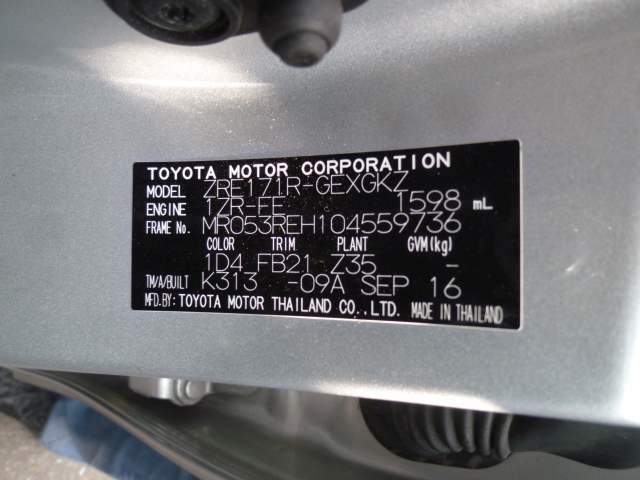 TOYOTA MOTOR CORPORATION
MODEL ZRE171R-GEXGKZ
ENGINE 1ZR-FE 1598 mL
FRAME No. MR053REH104559736
COLOR TRIM PLANT GVM(kg)
1D4 FB21 Z35 -
TM/A/BUILT K313 -09A SEP 16
MFD.BY: TOYOTA MOTOR THAILAND CO.,LTD. MADE IN THAILAND